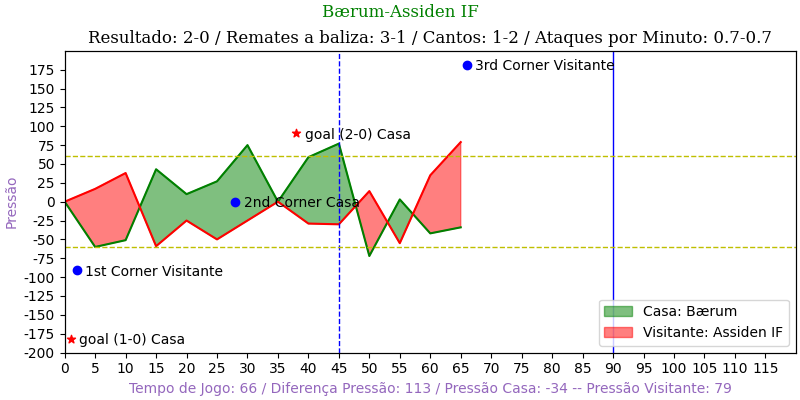 Bærum-Assiden IF
Resultado: 2-0 / Remates a baliza: 3-1 / Cantos: 1-2 / Ataques por Minuto: 0.7-0.7
Pressão
175
150
125
100
75
50
25
0
-25
-50
-75
-100
-125
-150
-175
-200
3rd Corner Visitante
goal (2-0) Casa
2nd Corner Casa
1st Corner Visitante
goal (1-0) Casa
Casa: Bærum
Visitante: Assiden IF
0 5 10 15 20 25 30 35 40 45 50 55 60 65 70 75 80 85 90 95 100 105 110 115
Tempo de Jogo: 66 / Diferença Pressão: 113 / Pressão Casa: -34 -- Pressão Visitante: 79